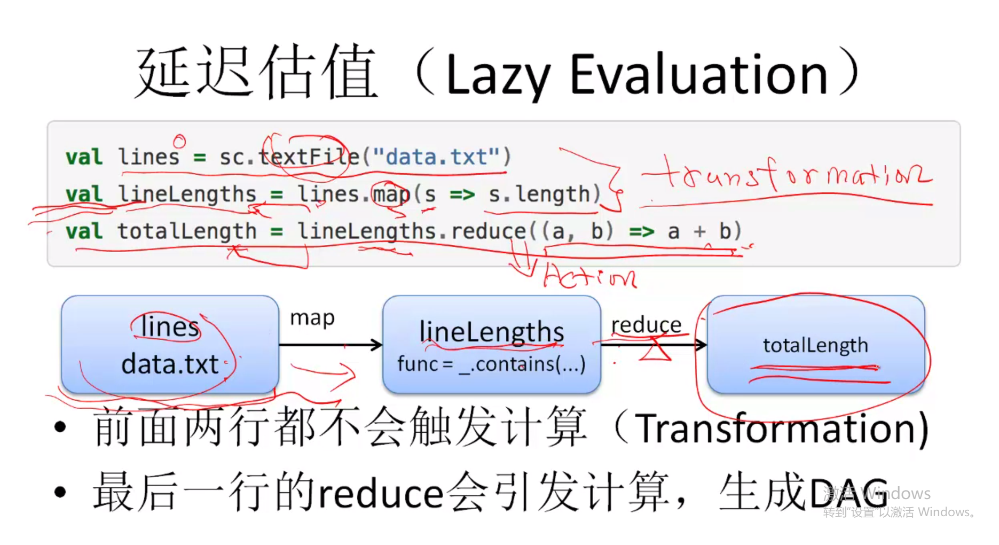 延迟估值（Lazy Evaluation）
val lines = sc.textFile("data.txt")
val lineLengths = lines.map(s => s.length)
transformation
val totalLength = lineLengths.reduce((a, b) => a + b)
Action
lines
data.txt
map
lineLengths
func = _.contains(...)
reduce
totalLength
• 前面两行都不会触发计算（Transformation)
• 最后一行的reduce会引发计算，生成DAG
激活 Windows
转到“设置”以激活 Windows。